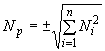 N_p = ±√(∑_{i=1}^{n} N_i^2)